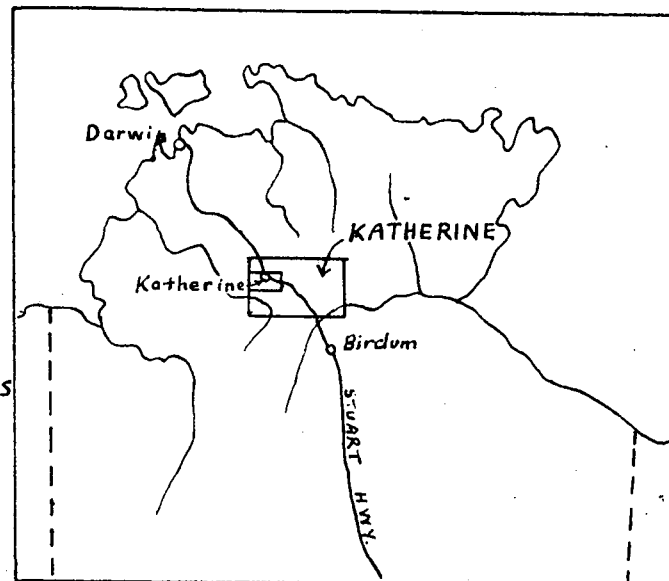 Darwin
KATHERINE
Katherine
Birdum
S
STUART HWY.